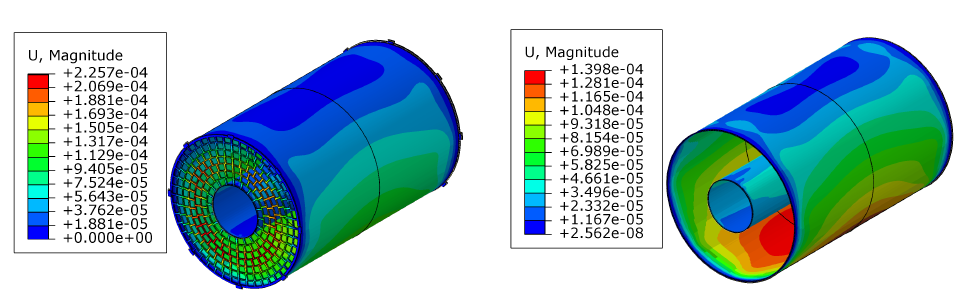 U, Magnitude
+2.257e-04
+2.069e-04
+1.881e-04
+1.693e-04
+1.505e-04
+1.317e-04
+1.129e-04
+9.405e-05
+7.524e-05
+5.643e-05
+3.762e-05
+1.881e-05
+0.000e+00
U, Magnitude
+1.398e-04
+1.281e-04
+1.165e-04
+1.048e-04
+9.318e-05
+8.154e-05
+6.989e-05
+5.825e-05
+4.661e-05
+3.496e-05
+2.332e-05
+1.167e-05
+2.562e-08